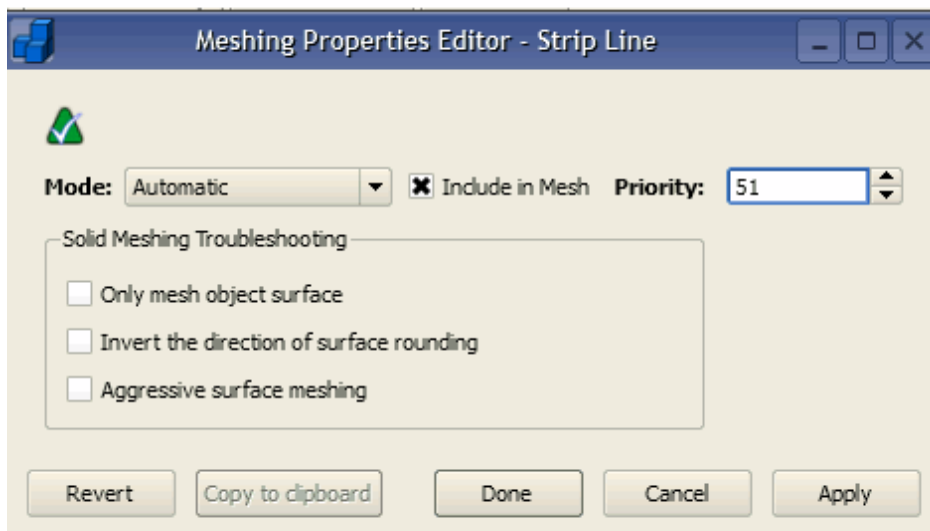 Meshing Properties Editor - Strip Line
Mode: Automatic Include in Mesh Priority: 51
Solid Meshing Troubleshooting
Only mesh object surface
Invert the direction of surface rounding
Aggressive surface meshing
Revert Copy to clipboard Done Cancel Apply